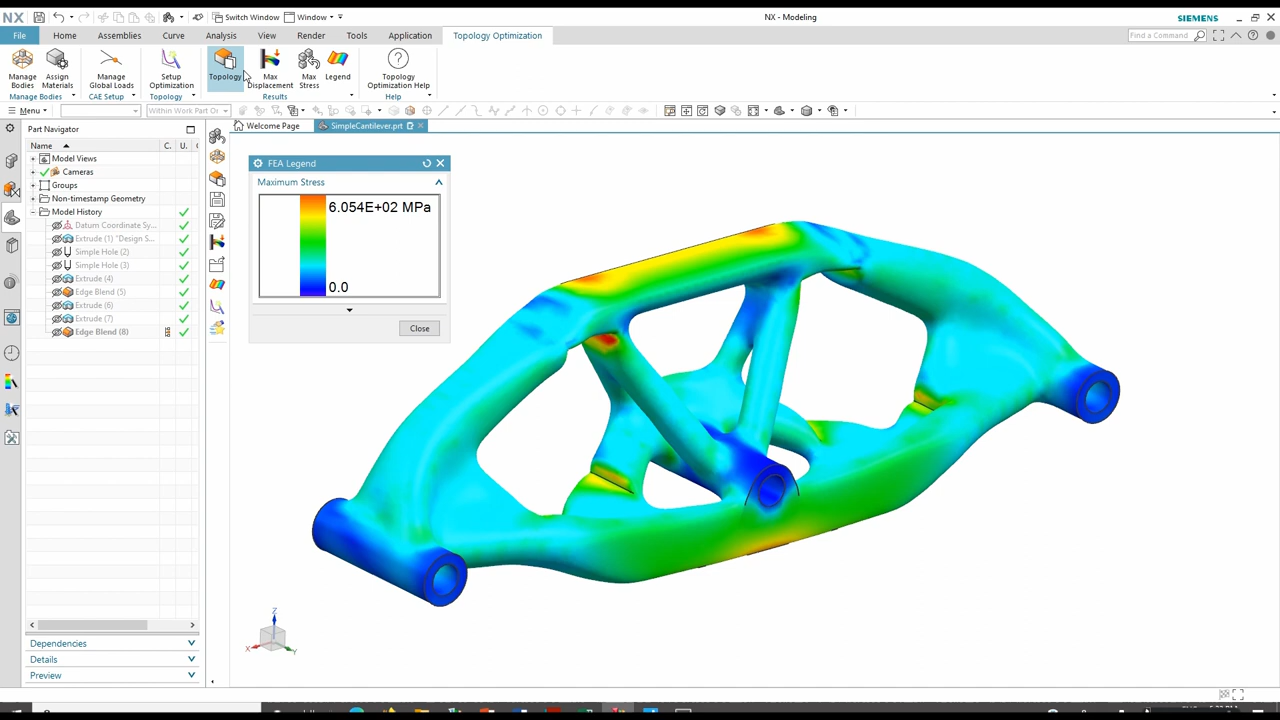 NX
Switch Window
Window
NX - Modeling
SIEMENS
File
Home
Assemblies
Curve
Analysis
View
Render
Tools
Application
Topology Optimization
Find a Command
Manage Bodies
Assign Materials
Manage Global Loads
Setup Optimization
Topology
Max Displacement
Max Stress
Legend
Topology Optimization Help
Manage Bodies
CAE Setup
Topology
Results
Help
Menu
Within Work Part On
Part Navigator
Welcome Page
SimpleCantilever.prt
Name
C.
U.
Model Views
Cameras
Groups
Non-timestamp Geometry
Model History
Datum Coordinate Sy...
Extrude (1) "Design S...
Simple Hole (2)
Simple Hole (3)
Extrude (4)
Edge Blend (5)
Extrude (6)
Extrude (7)
Edge Blend (8)
Dependencies
Details
Preview
FEA Legend
Maximum Stress
6.054E+02 MPa
0.0
Close
Z
X
Y